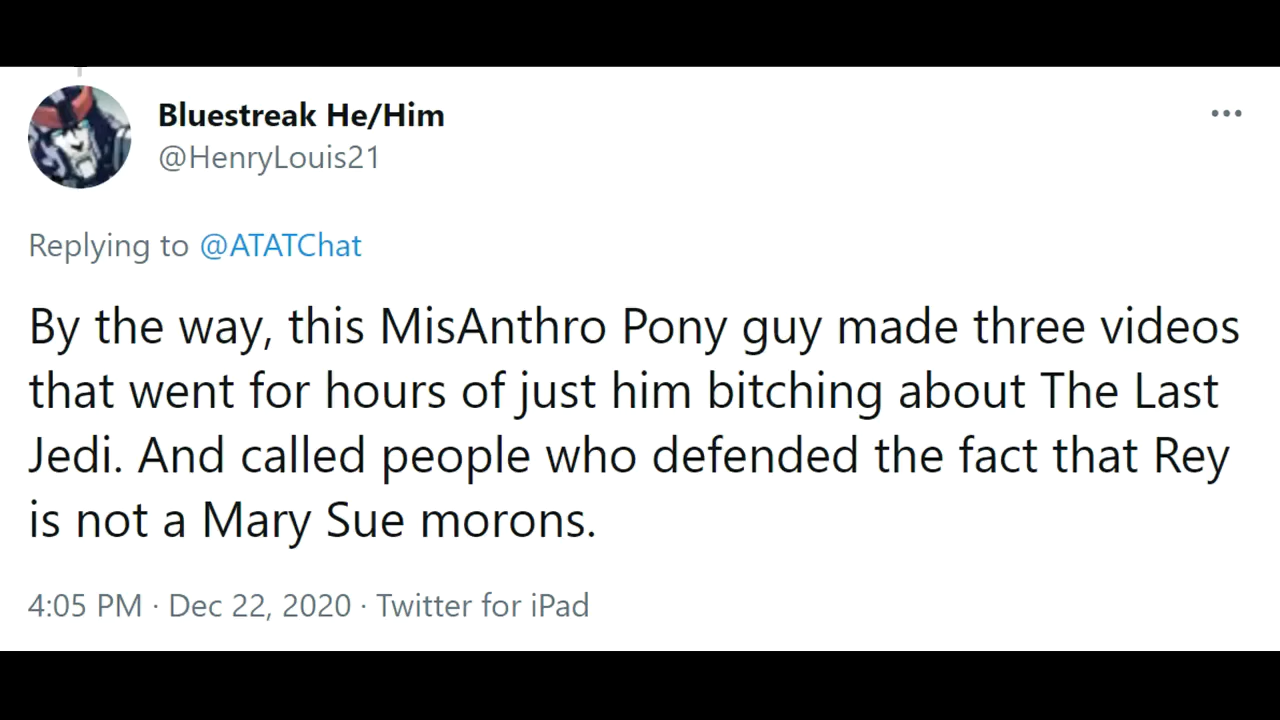 Bluestreak He/Him
@HenryLouis21
Replying to @ATATChat
By the way, this MisAnthro Pony guy made three videos
that went for hours of just him bitching about The Last
Jedi. And called people who defended the fact that Rey
is not a Mary Sue morons.
4:05 PM · Dec 22, 2020 · Twitter for iPad